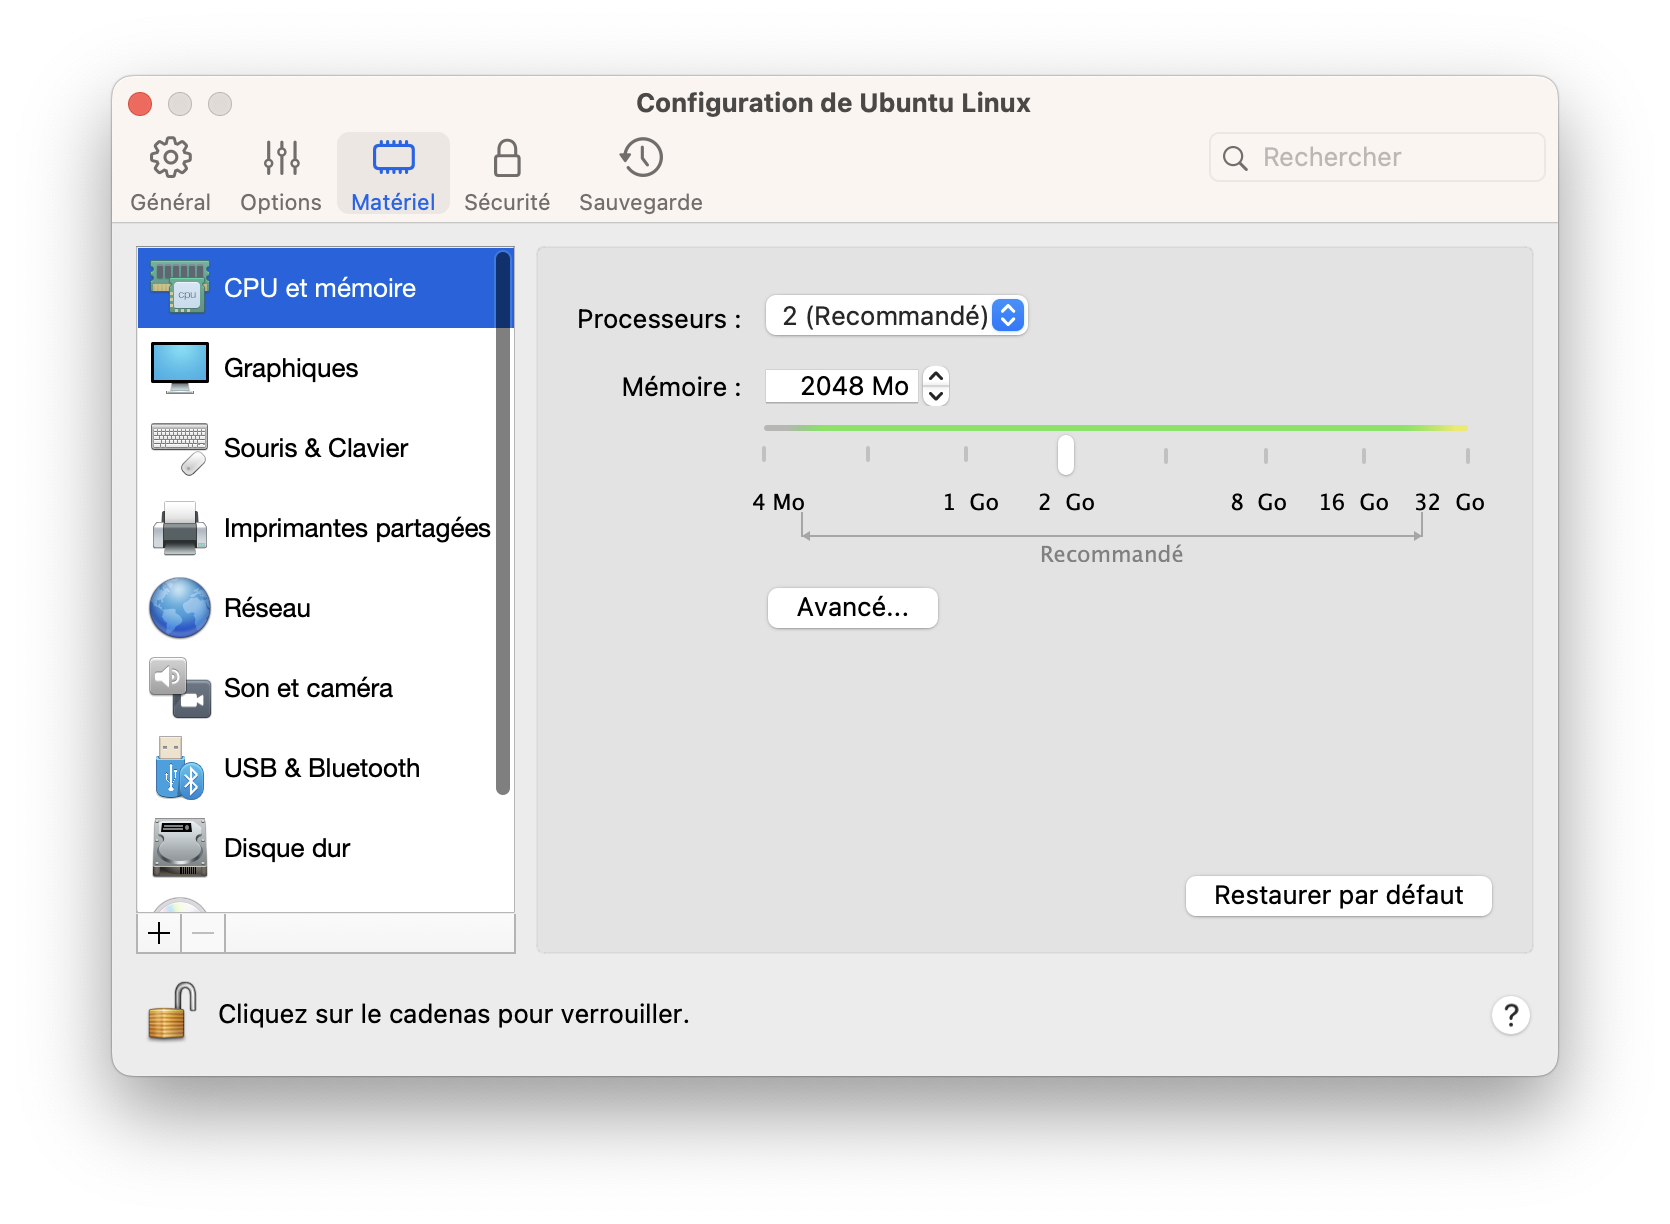 Configuration de Ubuntu Linux
Général
Options
Matériel
Sécurité
Sauvegarde
Rechercher
cpu
CPU et mémoire
Graphiques
Souris & Clavier
Imprimantes partagées
Réseau
Son et caméra
USB & Bluetooth
Disque dur
Processeurs : 2 (Recommandé)
Mémoire : 2048 Mo
4 Mo 1 Go 2 Go 8 Go 16 Go 32 Go
Recommandé
Avancé...
Restaurer par défaut
Cliquez sur le cadenas pour verrouiller.
?